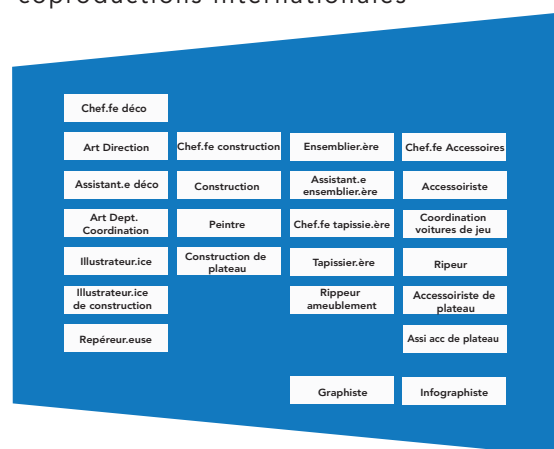 coproductions internationales
Chef.fe déco
Art Direction
Chef.fe construction
Ensemblier.ère
Chef.fe Accessoires
Assistant.e déco
Construction
Assistant.e
ensemblier.ère
Accessoiriste
Art Dept.
Coordination
Peintre
Chef.fe tapissie.ère
Coordination
voitures de jeu
Illustrateur.ice
Construction de
plateau
Tapissier.ère
Ripeur
Illustrateur.ice
de construction
Rippeur
ameublement
Accessoiriste de
plateau
Repéreur.euse
Assi acc de plateau
Graphiste
Infographiste